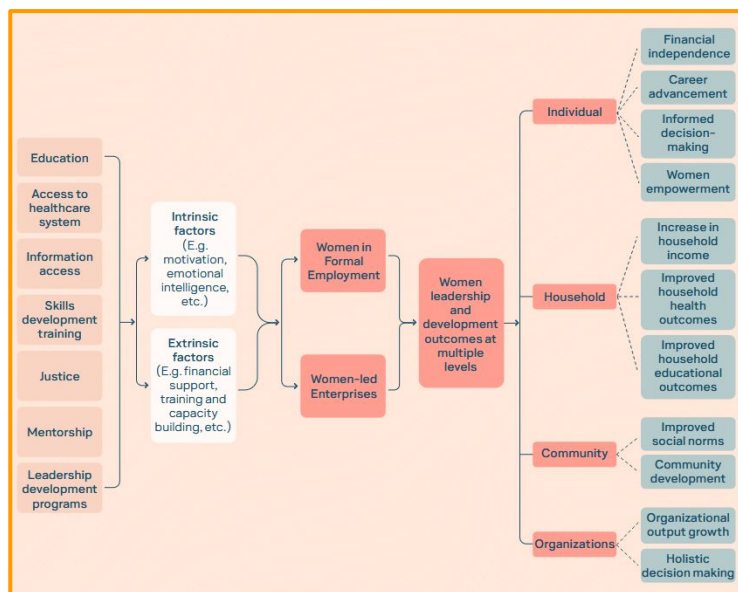 Education
Access to
healthcare
system
Information
access
Skills
development
training
Justice
Mentorship
Leadership
development
programs
Intrinsic
factors
(E.g.
motivation,
emotional
intelligence,
etc.)
Extrinsic
factors
(E.g. financial
support,
training and
capacity
building, etc.)
Women in
Formal
Employment
Women-led
Enterprises
Women
leadership
and
development
outcomes at
multiple
levels
Individual
Financial
independence
Career
advancement
Informed
decision-
making
Women
empowerment
Household
Increase in
household
income
Improved
household
health
outcomes
Improved
household
educational
outcomes
Community
Improved
social norms
Community
development
Organizations
Organizational
output growth
Holistic
decision making